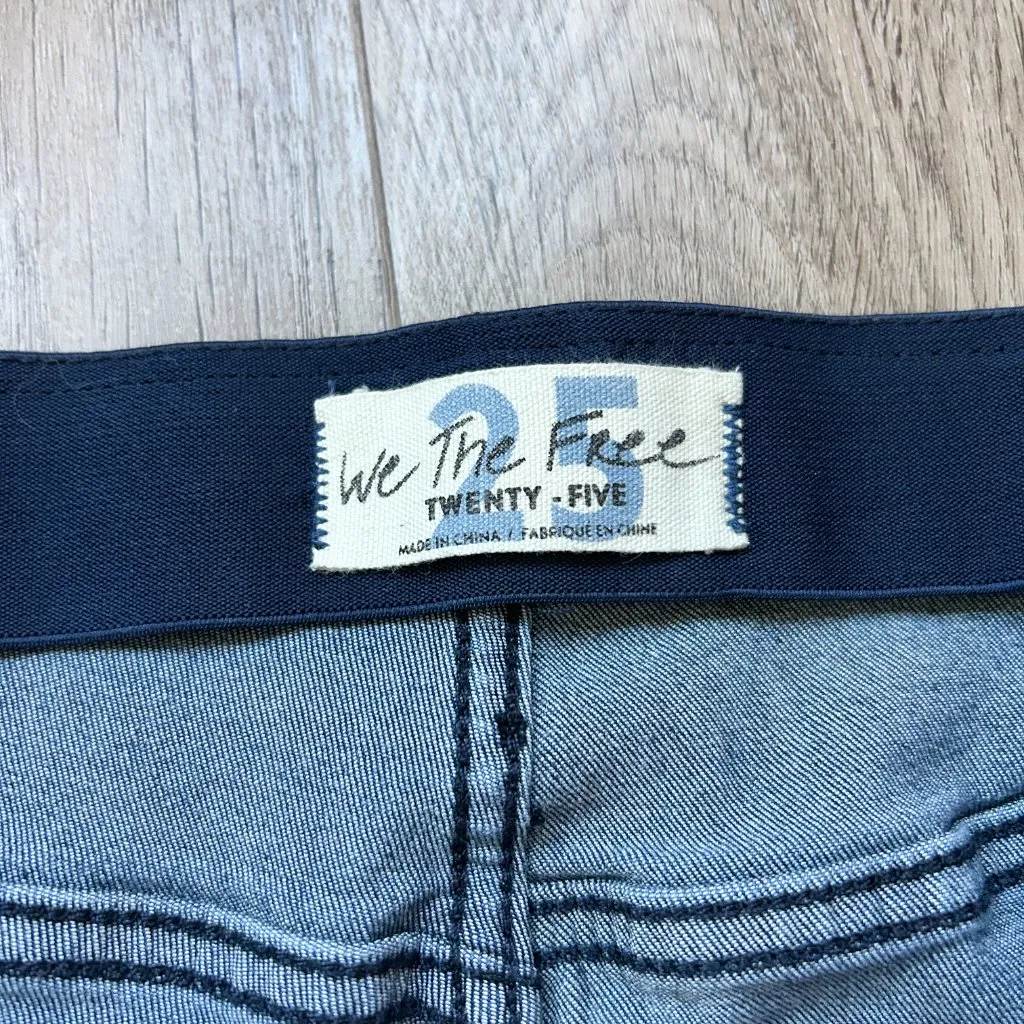 25
We The Free
TWENTY - FIVE
MADE IN CHINA / FABRIQUE EN CHINE